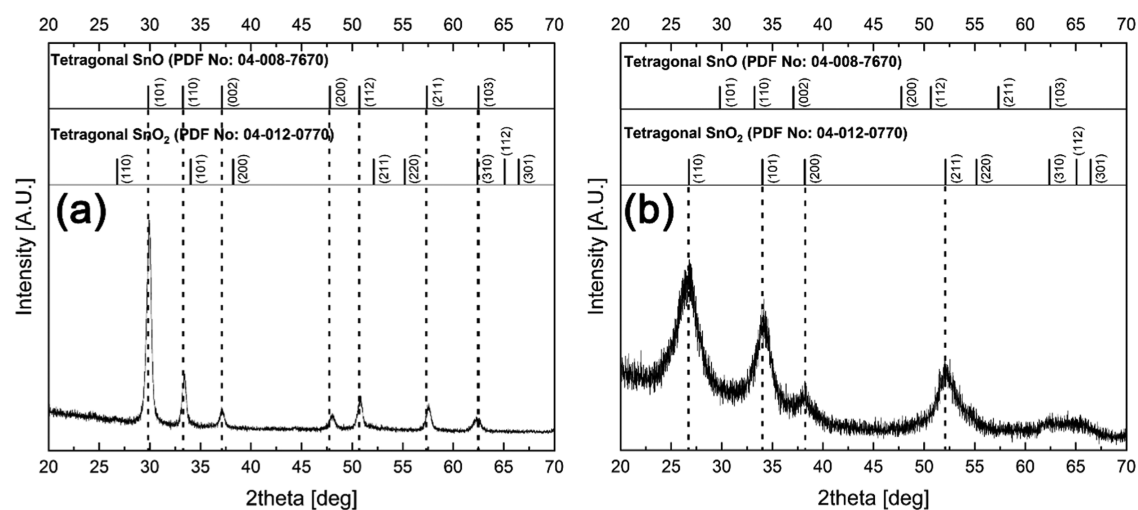 20 25 30 35 40 45 50 55 60 65 70
Tetragonal SnO (PDF No: 04-008-7670)
(101) (110) (002) (200) (112) (211) (103)
Tetragonal SnO₂ (PDF No: 04-012-0770)
(110) (101) (200) (211) (220) (310) (112) (301)
(a)
Intensity [A.U.]
20 25 30 35 40 45 50 55 60 65 70
2theta [deg]
20 25 30 35 40 45 50 55 60 65 70
Tetragonal SnO (PDF No: 04-008-7670)
(101) (110) (002) (200) (112) (211) (103)
Tetragonal SnO₂ (PDF No: 04-012-0770)
(110) (101) (200) (211) (220) (310) (112) (301)
(b)
Intensity [A.U.]
20 25 30 35 40 45 50 55 60 65 70
2theta [deg]